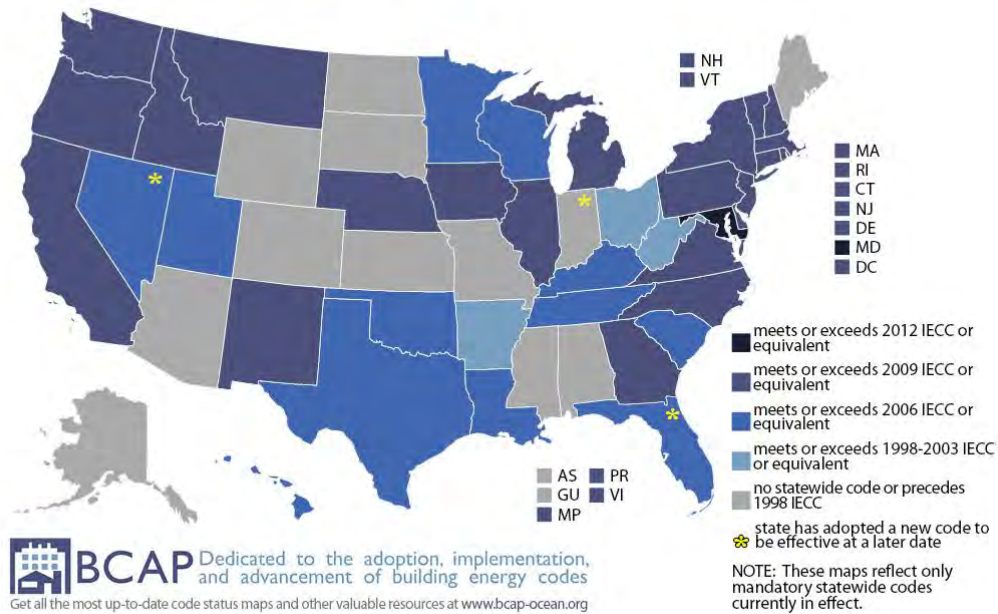 NH
VT
MA
RI
CT
NJ
DE
MD
DC
meets or exceeds 2012 IECC or
equivalent
meets or exceeds 2009 IECC or
equivalent
meets or exceeds 2006 IECC or
equivalent
meets or exceeds 1998-2003 IECC
or equivalent
no statewide code or precedes
1998 IECC
state has adopted a new code to
be effective at a later date
NOTE: These maps reflect only
mandatory statewide codes
currently in effect.
AS PR
GU VI
MP
BCAP Dedicated to the adoption, implementation,
and advancement of building energy codes
Get all the most up-to-date code status maps and other valuable resources at www.bcap-ocean.org